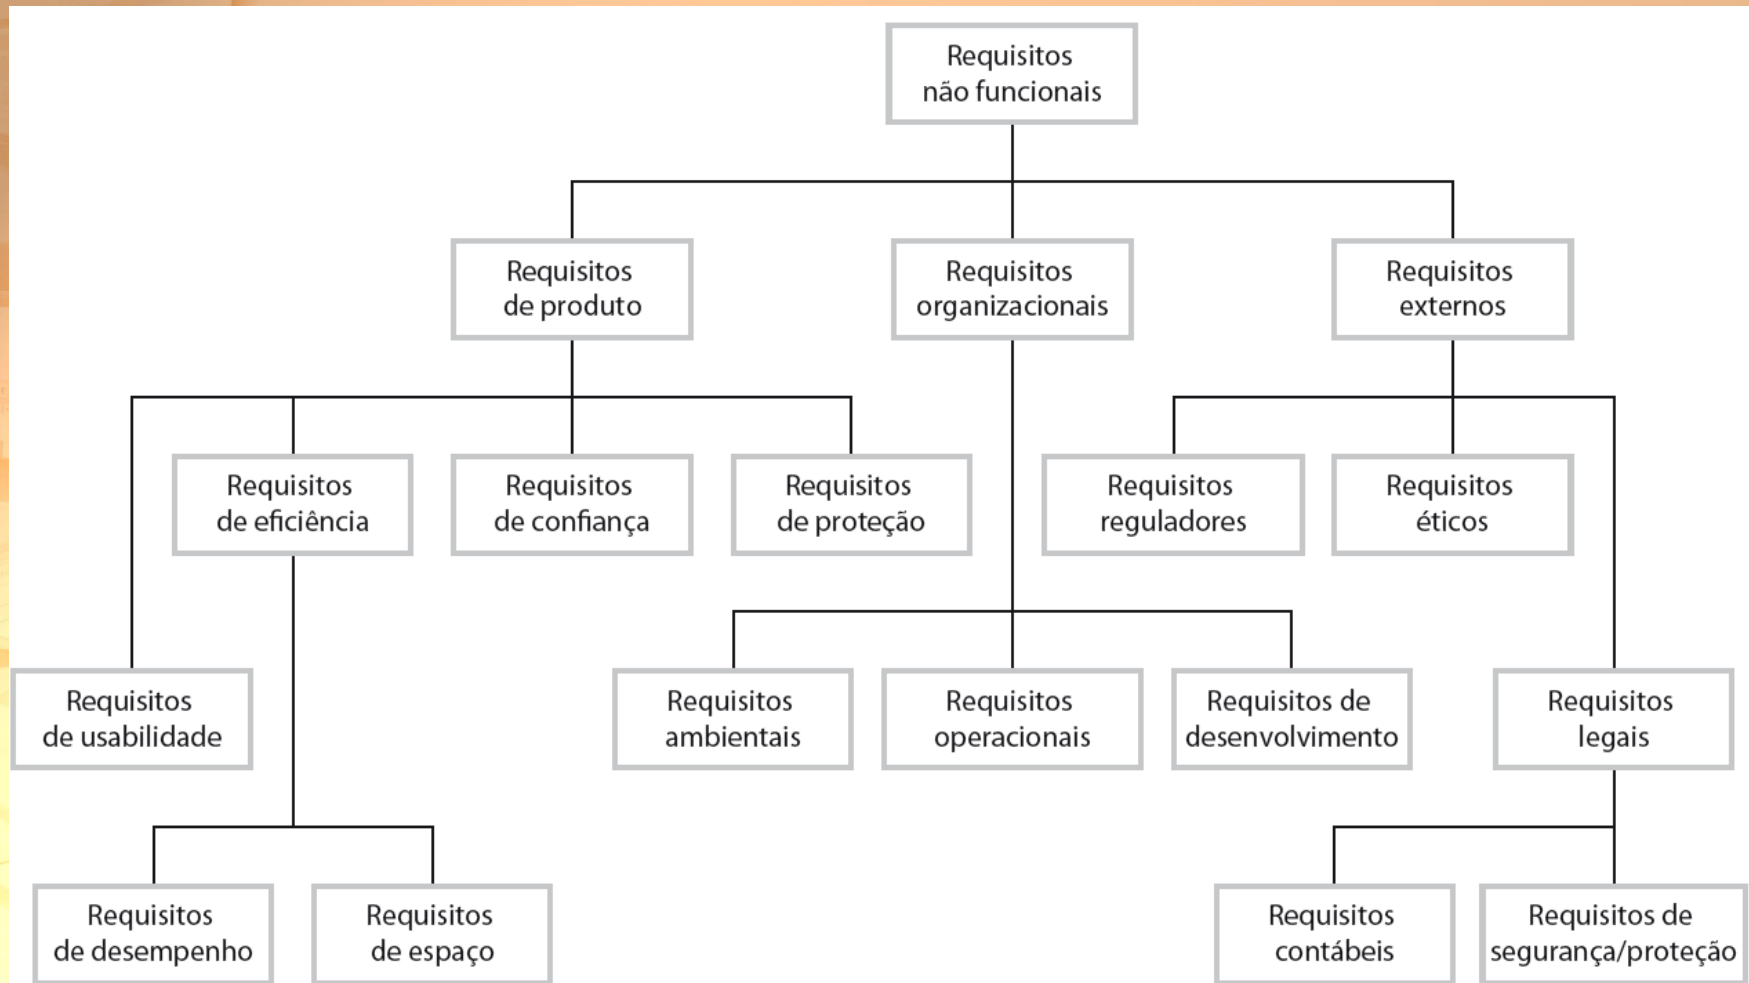 Requisitos
não funcionais
Requisitos
de produto
Requisitos
organizacionais
Requisitos
externos
Requisitos
de eficiência
Requisitos
de confiança
Requisitos
de proteção
Requisitos
reguladores
Requisitos
éticos
Requisitos
de usabilidade
Requisitos
ambientais
Requisitos
operacionais
Requisitos de
desenvolvimento
Requisitos
legais
Requisitos
de desempenho
Requisitos
de espaço
Requisitos
contábeis
Requisitos de
segurança/proteção